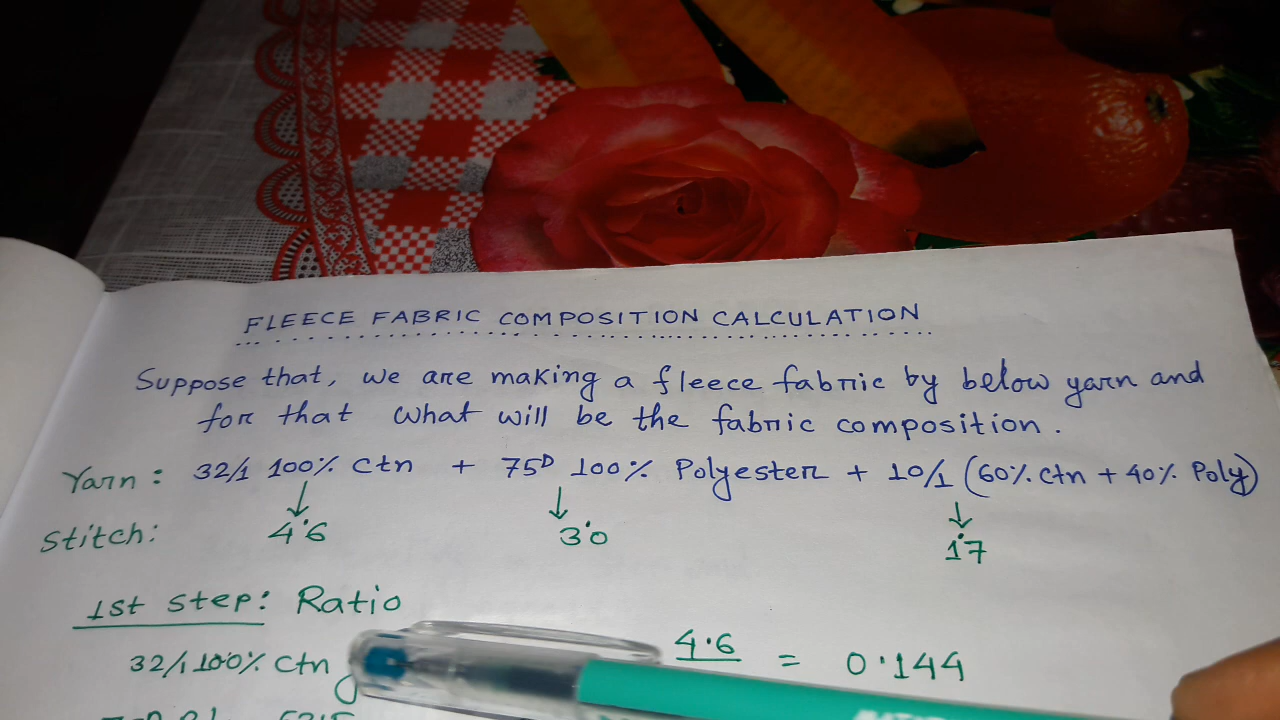 FLEECE FABRIC COMPOSITION CALCULATION
Suppose that, we are making a fleece fabric by below yarn and
for that what will be the fabric composition.
Yarn: 32/1 100% Ctn + 75D 100% Polyester + 10/1 (60% Ctn + 40% Poly)
Stitch: 4.6 3.0 1.7
1st step: Ratio
32/1 100% Ctn 4.6 = 0.144